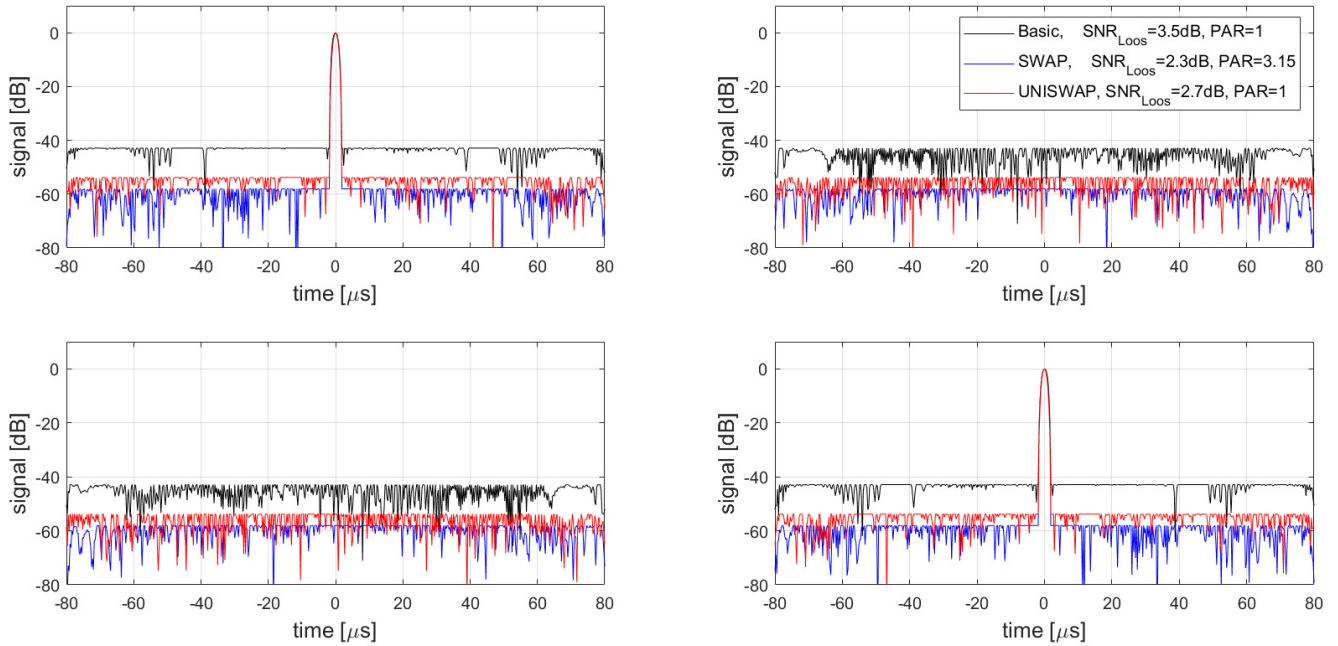 signal [dB]
0
-20
-40
-60
-80
-80 -60 -40 -20 0 20 40 60 80
time [μs]
signal [dB]
0
-20
-40
-60
-80
-80 -60 -40 -20 0 20 40 60 80
time [μs]
Basic, SNR_Loos=3.5dB, PAR=1
SWAP, SNR_Loos=2.3dB, PAR=3.15
UNISWAP, SNR_Loos=2.7dB, PAR=1
signal [dB]
0
-20
-40
-60
-80
-80 -60 -40 -20 0 20 40 60 80
time [μs]
signal [dB]
0
-20
-40
-60
-80
-80 -60 -40 -20 0 20 40 60 80
time [μs]